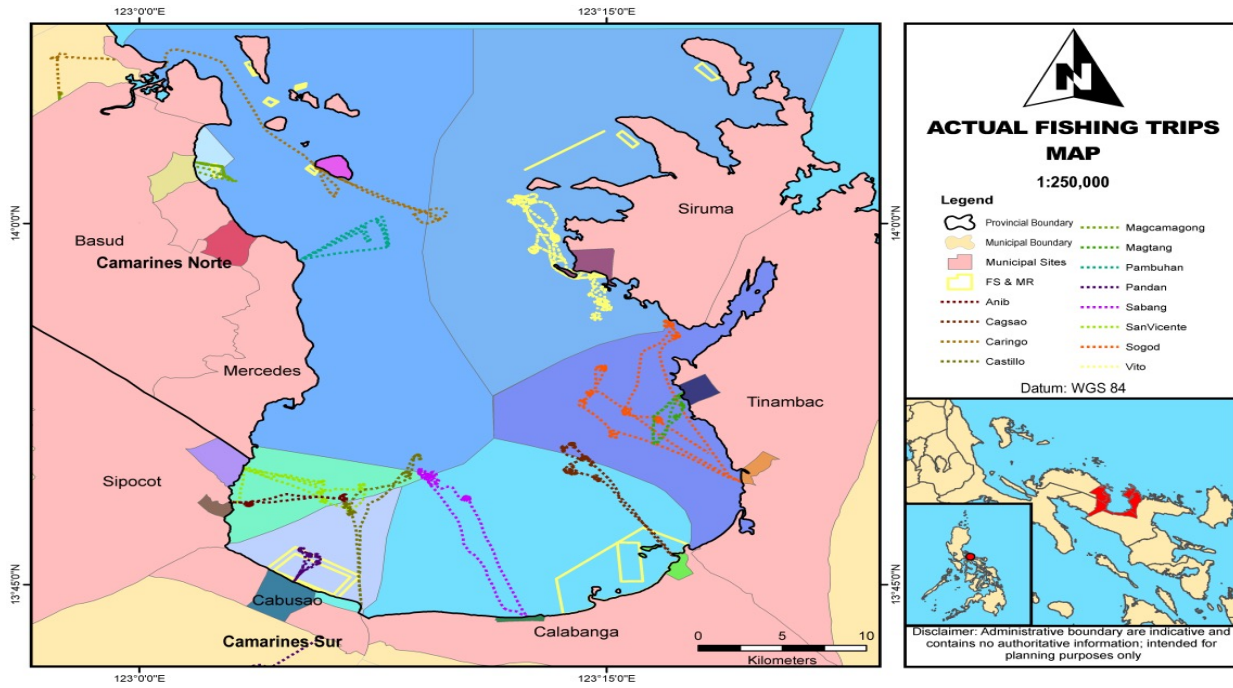 123°0'0"E
123°15'0"E
14°0'0"N
14°0'0"N
13°45'0"N
13°45'0"N
Siruma
Basud
Camarines Norte
Mercedes
Tinambac
Sipocot
Cabusao
Camarines Sur
Calabanga
0 5 10
Kilometers
123°0'0"E
123°15'0"E
N
ACTUAL FISHING TRIPS
MAP
1:250,000
Legend
Provincial Boundary
Municipal Boundary
Municipal Sites
FS & MR
Anib
Cagsao
Caringo
Castillo
Magcamagong
Magtang
Pambuhan
Pandan
Sabang
SanVicente
Sogod
Vito
Datum: WGS 84
Disclaimer: Administrative boundary are indicative and
contains no authoritative information; intended for
planning purposes only